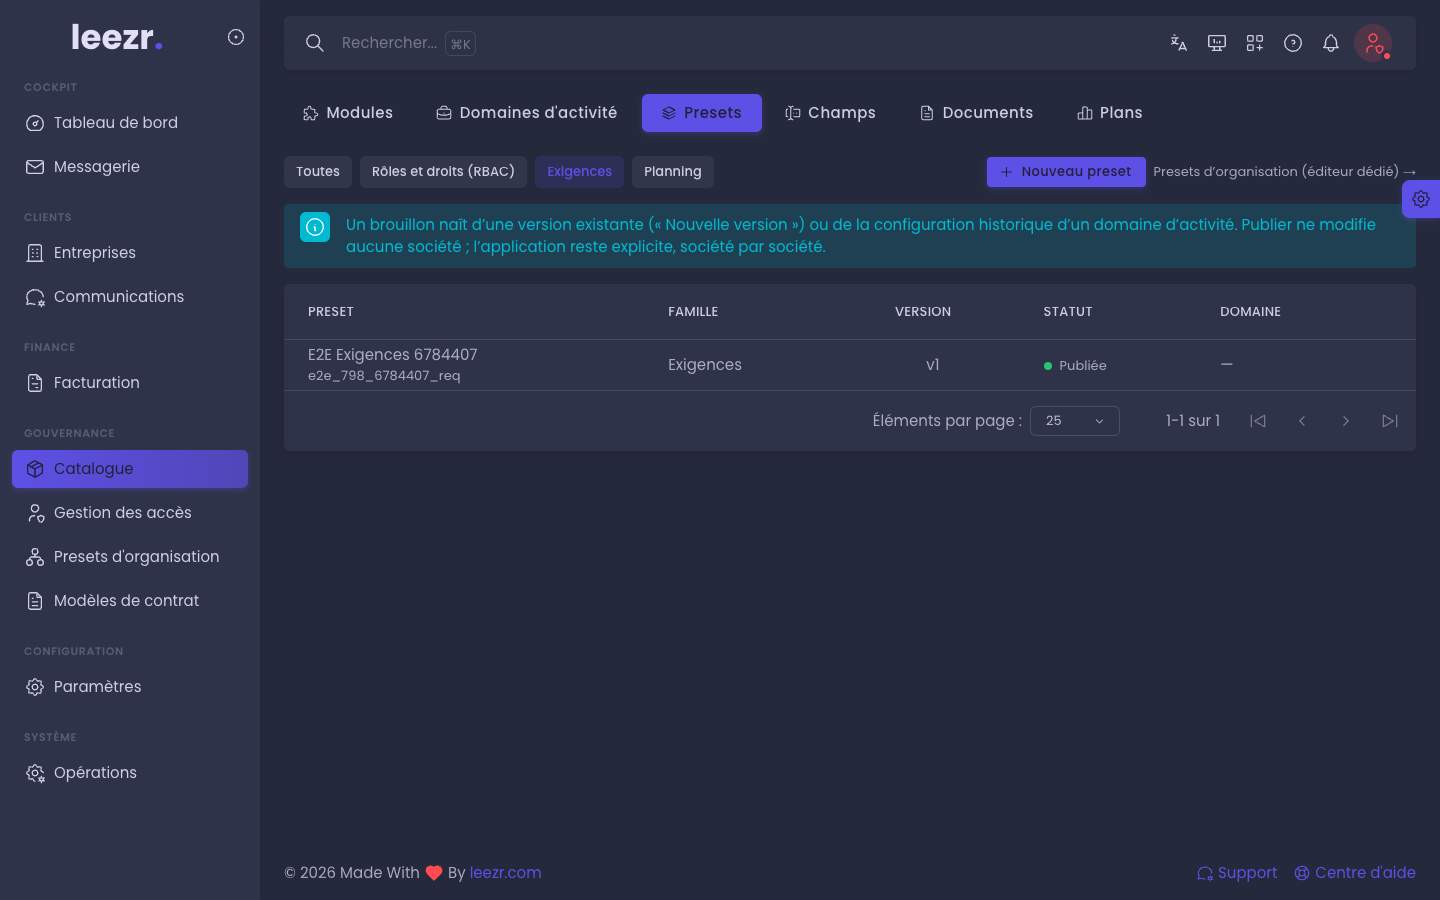 leezr.
COCKPIT
Tableau de bord
Messagerie
CLIENTS
Entreprises
Communications
FINANCE
Facturation
GOUVERNANCE
Catalogue
Gestion des accès
Presets d'organisation
Modèles de contrat
CONFIGURATION
Paramètres
SYSTÈME
Opérations
Rechercher... ⌘K
Modules
Domaines d'activité
Presets
Champs
Documents
Plans
Toutes
Rôles et droits (RBAC)
Exigences
Planning
Nouveau preset
Presets d’organisation (éditeur dédié) →
Un brouillon naît d’une version existante (« Nouvelle version ») ou de la configuration historique d’un domaine d’activité. Publier ne modifie
aucune société ; l’application reste explicite, société par société.
PRESET FAMILLE VERSION STATUT DOMAINE
E2E Exigences 6784407
e2e_798_6784407_req
Exigences v1 Publiée —
Éléments par page : 25 1-1 sur 1
© 2026 Made With By leezr.com
Support Centre d'aide